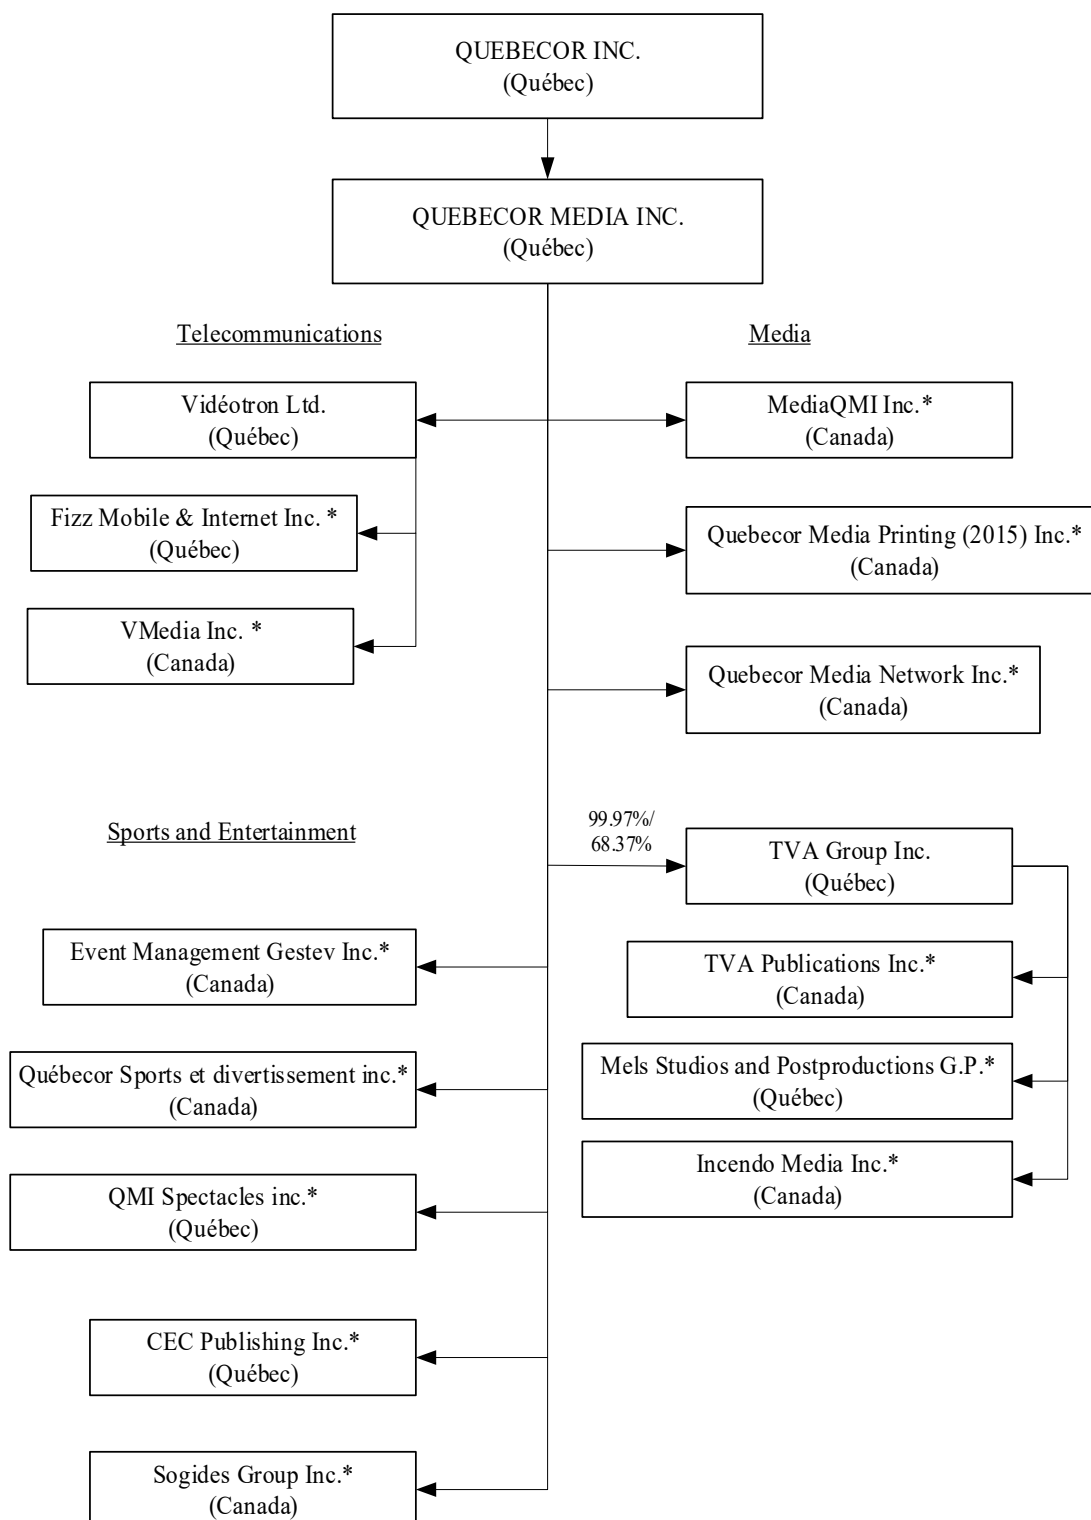 QUEBECOR INC.
(Québec)
QUEBECOR MEDIA INC.
(Québec)
Telecommunications
Media
Vidéotron Ltd.
(Québec)
MediaQMI Inc.*
(Canada)
Fizz Mobile & Internet Inc. *
(Québec)
Quebecor Media Printing (2015) Inc.*
(Canada)
VMedia Inc. *
(Canada)
Quebecor Media Network Inc.*
(Canada)
Sports and Entertainment
99.97%/
68.37%
TVA Group Inc.
(Québec)
Event Management Gestev Inc.*
(Canada)
TVA Publications Inc.*
(Canada)
Québecor Sports et divertissement inc.*
(Canada)
Mels Studios and Postproductions G.P.*
(Québec)
QMI Spectacles inc.*
(Québec)
Incendo Media Inc.*
(Canada)
CEC Publishing Inc.*
(Québec)
Sogides Group Inc.*
(Canada)